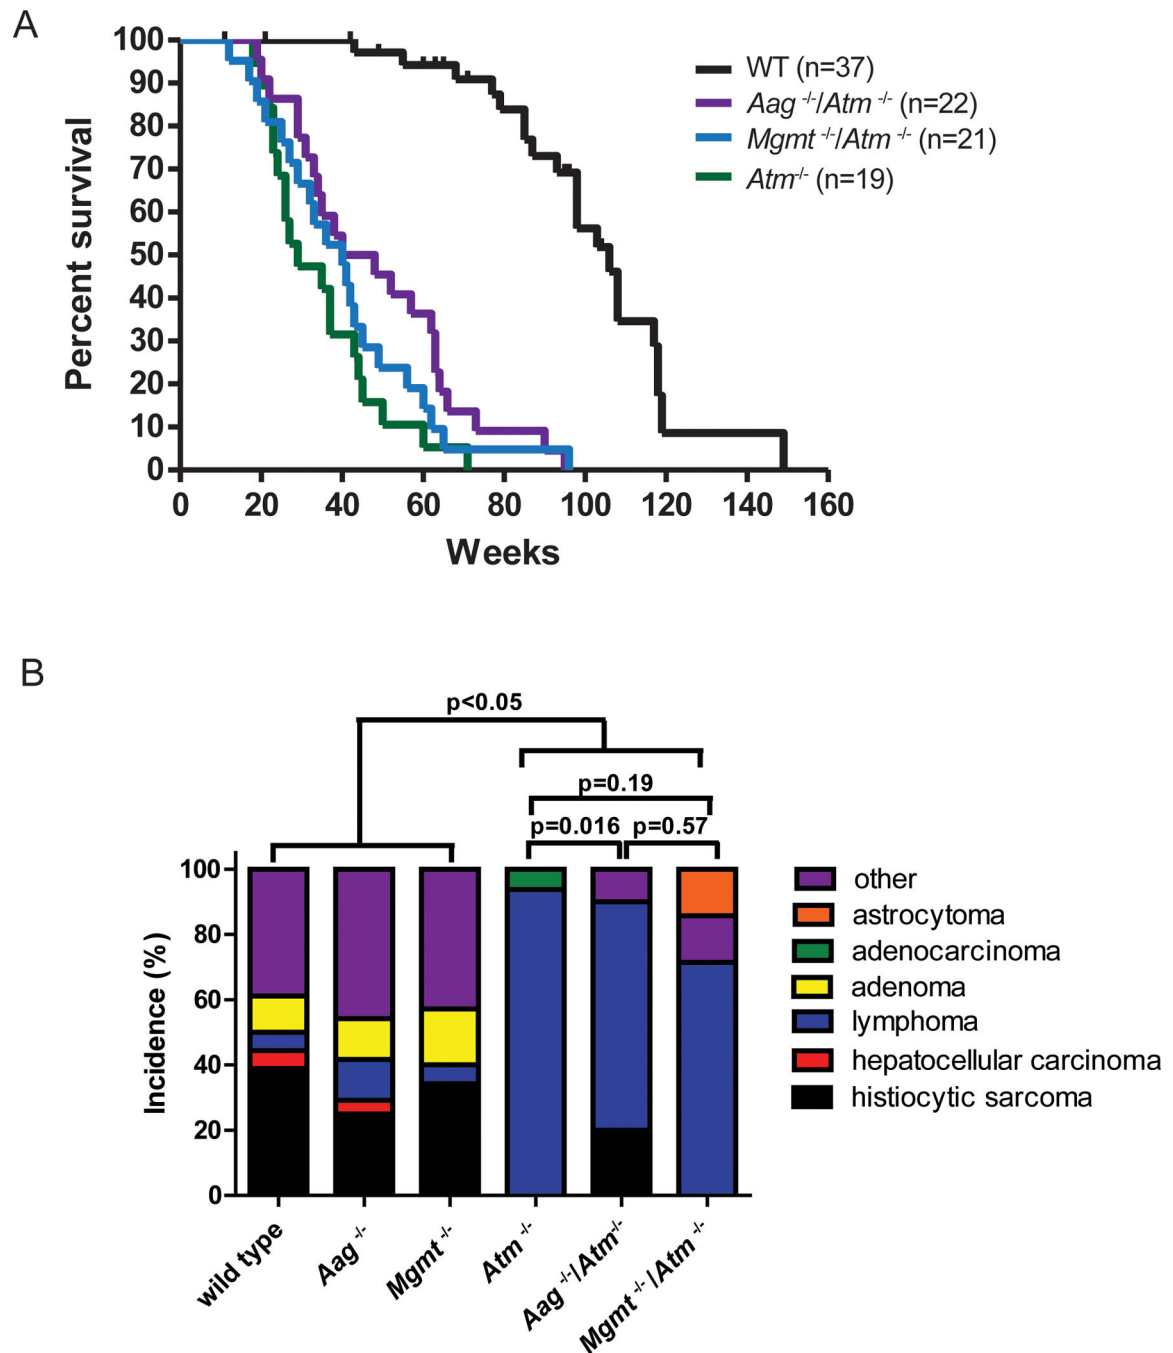 A
100
90
80
70
60
50
40
30
20
10
0
Percent survival
0 20 40 60 80 100 120 140 160
Weeks
WT (n=37)
Aag -/-/Atm -/- (n=22)
Mgmt -/-/Atm -/- (n=21)
Atm-/- (n=19)
B
p<0.05
p=0.19
p=0.016 p=0.57
100
80
60
40
20
0
Incidence (%)
wild type
Aag -/-
Mgmt -/-
Atm -/-
Aag -/-/Atm-/-
Mgmt -/-/Atm -/-
other
astrocytoma
adenocarcinoma
adenoma
lymphoma
hepatocellular carcinoma
histiocytic sarcoma